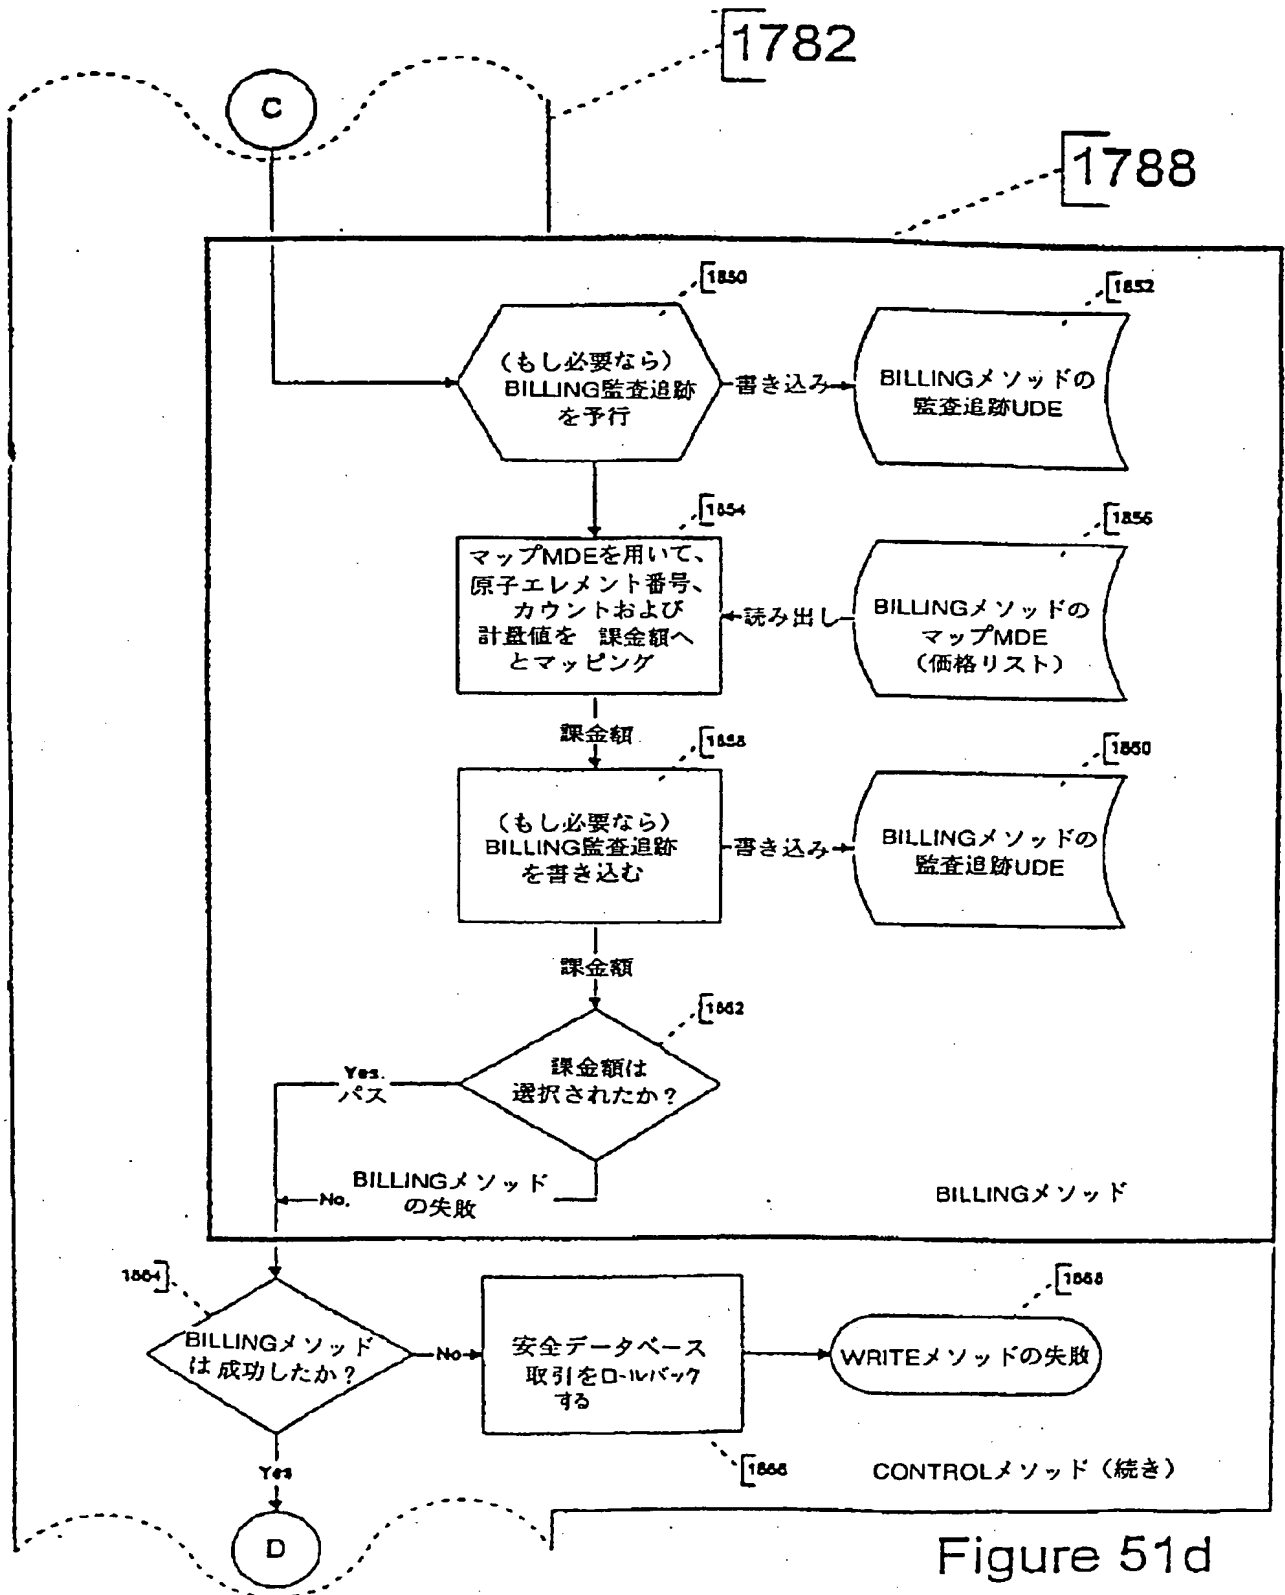 1782
C
1788
1850
(もし必要なら)
BILLING監査追跡
を予行
書き込み
1852
BILLINGメソッドの
監査追跡UDE
1854
マップMDEを用いて、
原子エレメント番号、
カウントおよび
計量値を 課金額へ
とマッピング
読み出し
1856
BILLINGメソッドの
マップMDE
(価格リスト)
課金額
1858
(もし必要なら)
BILLING監査追跡
を書き込む
書き込み
1860
BILLINGメソッドの
監査追跡UDE
課金額
1862
課金額は
選択されたか?
Yes.
パス
No.
BILLINGメソッド
の失敗
BILLINGメソッド
1864
BILLINGメソッド
は成功したか?
No
安全データベース
取引をロールバック
する
1866
1868
WRITEメソッドの失敗
Yes
CONTROLメソッド(続き)
D
Figure 51d